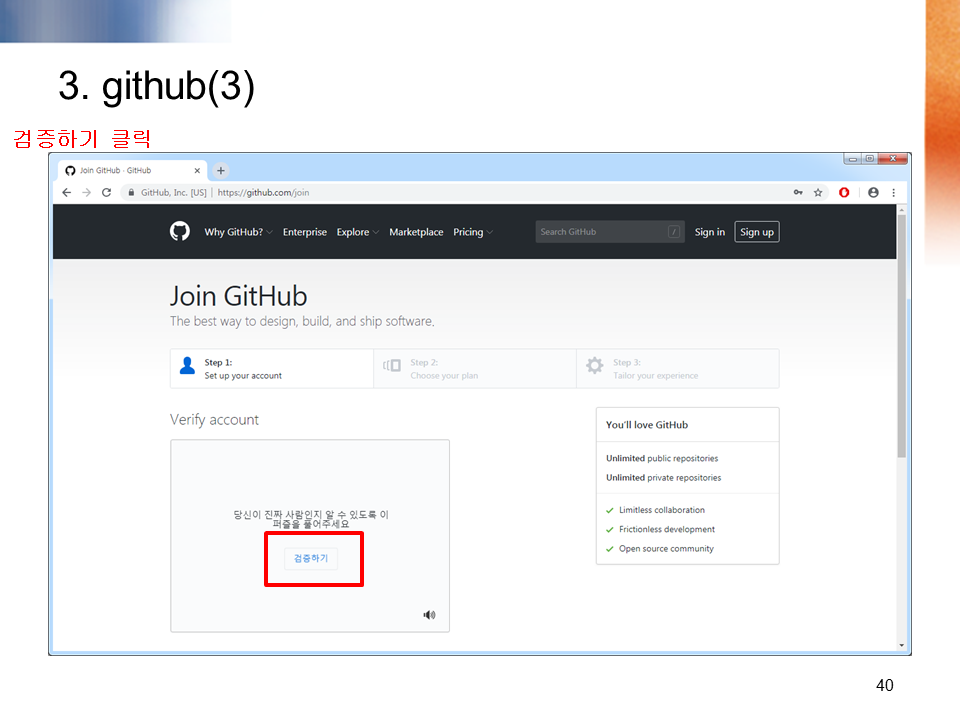 3. github(3)
검증하기 클릭
Join GitHub · GitHub
GitHub, Inc. [US] | https://github.com/join
Why GitHub? Enterprise Explore Marketplace Pricing Search GitHub / Sign in Sign up
Join GitHub
The best way to design, build, and ship software.
Step 1:
Set up your account
Step 2:
Choose your plan
Step 3:
Tailor your experience
Verify account
당신이 진짜 사람인지 알 수 있도록 이
퍼즐을 풀어주세요
검증하기
You'll love GitHub
Unlimited public repositories
Unlimited private repositories
Limitless collaboration
Frictionless development
Open source community
40